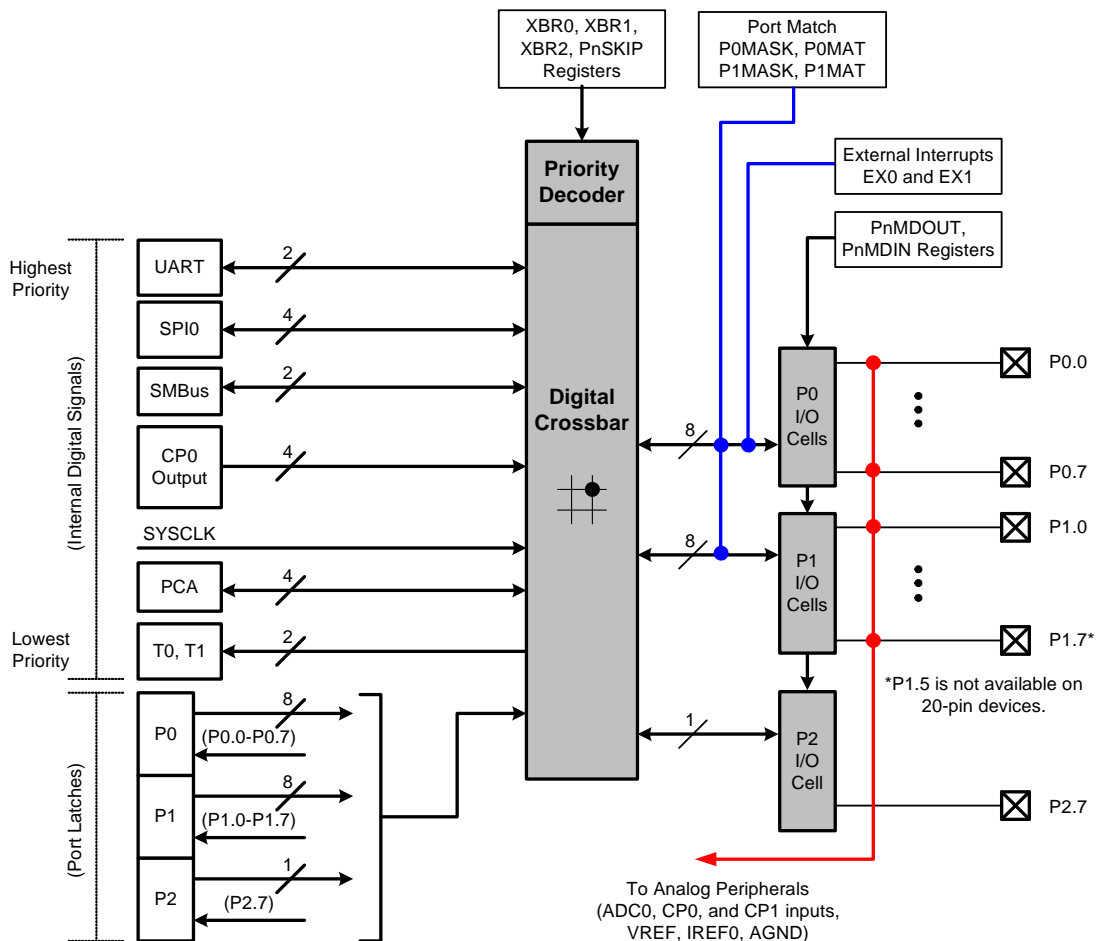 XBR0, XBR1,
XBR2, PnSKIP
Registers
Port Match
P0MASK, P0MAT
P1MASK, P1MAT
External Interrupts
EX0 and EX1
PnMDOUT,
PnMDIN Registers
Priority
Decoder
Digital
Crossbar
Highest
Priority
(Internal Digital Signals)
Lowest
Priority
UART
2
SPI0
4
SMBus
2
CP0
Output
4
SYSCLK
PCA
4
T0, T1
2
(Port Latches)
P0
8
(P0.0-P0.7)
P1
8
(P1.0-P1.7)
P2
1
(P2.7)
8
P0
I/O
Cells
P0.0
P0.7
8
P1
I/O
Cells
P1.0
P1.7*
*P1.5 is not available on
20-pin devices.
1
P2
I/O
Cell
P2.7
To Analog Peripherals
(ADC0, CP0, and CP1 inputs,
VREF, IREF0, AGND)